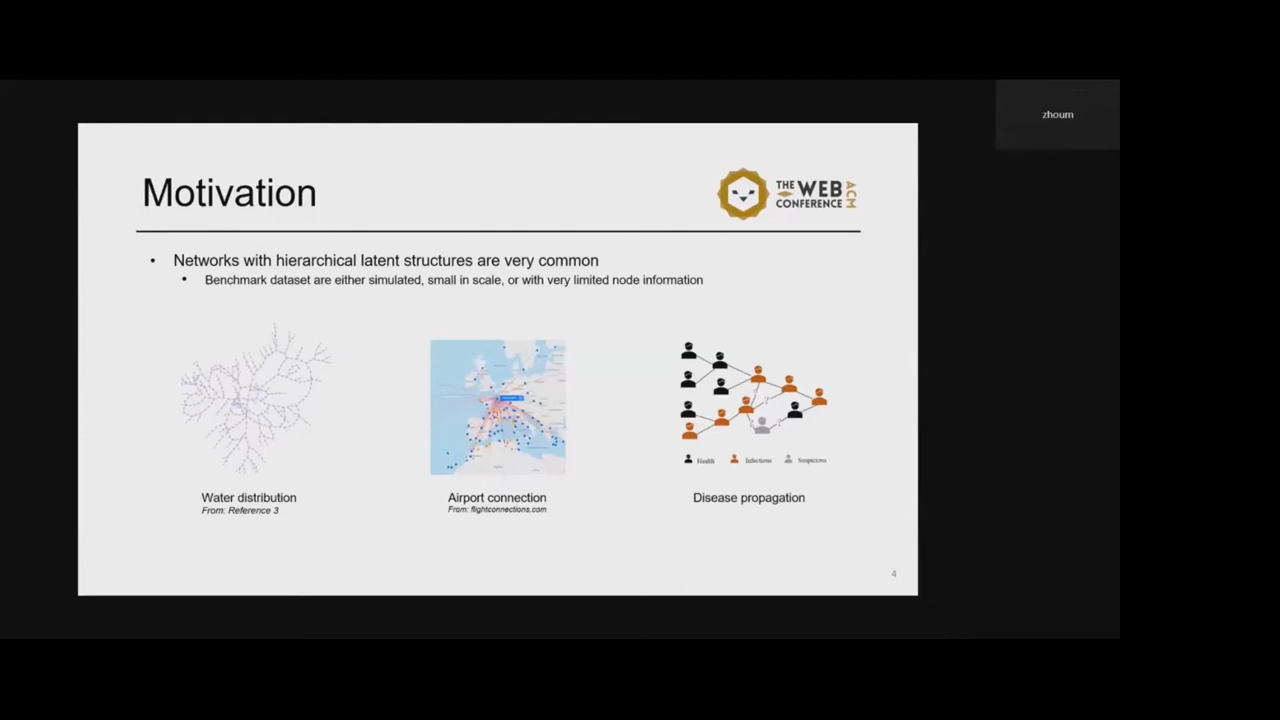 zhoum
Motivation
THE WEB
CONFERENCE
ACM
• Networks with hierarchical latent structures are very common
• Benchmark dataset are either simulated, small in scale, or with very limited node information
Health Infectious Suspicious
Water distribution
From: Reference 3
Airport connection
From: flightconnections.com
Disease propagation
4